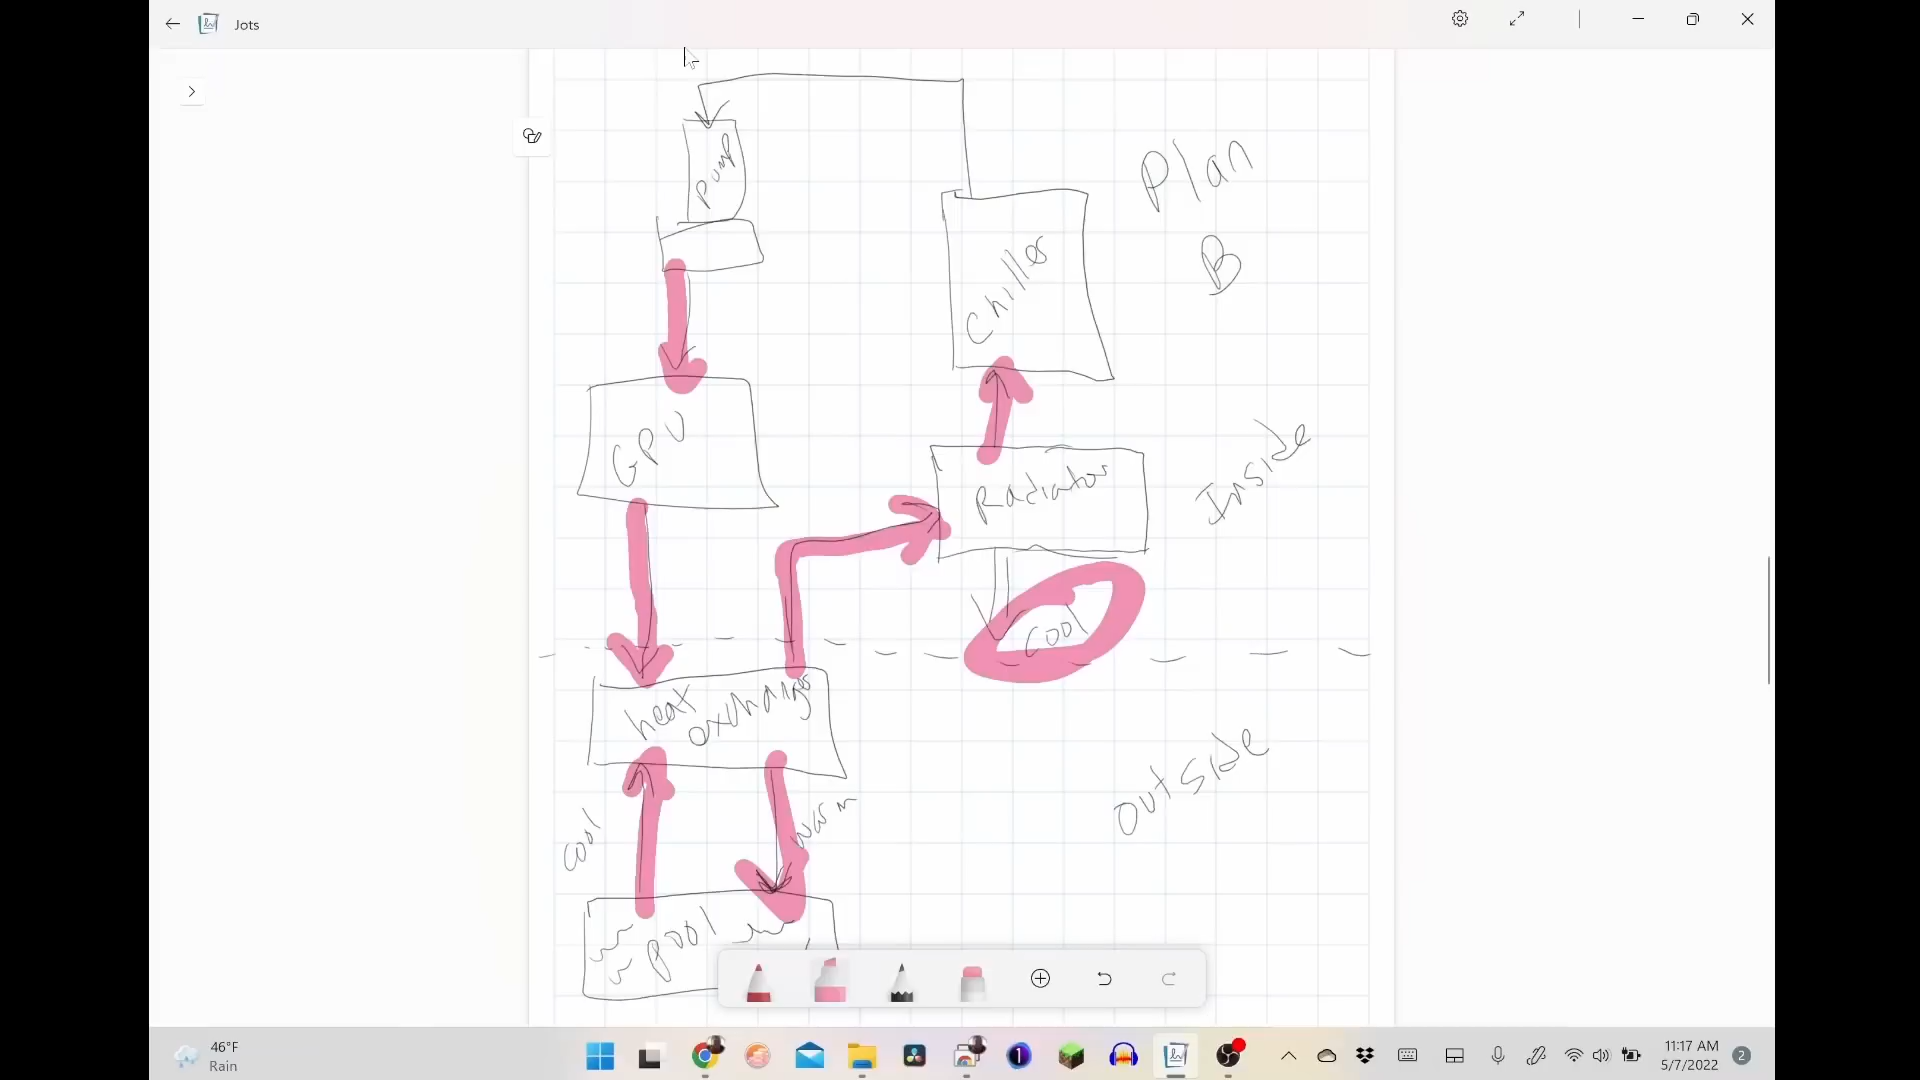 Jots
Pump
Plan
B
Chiller
GPU
Radiator
Inside
cool
heat
exchanger
Outside
cool
warm
pool
46°F
Rain
11:17 AM
5/7/2022
2